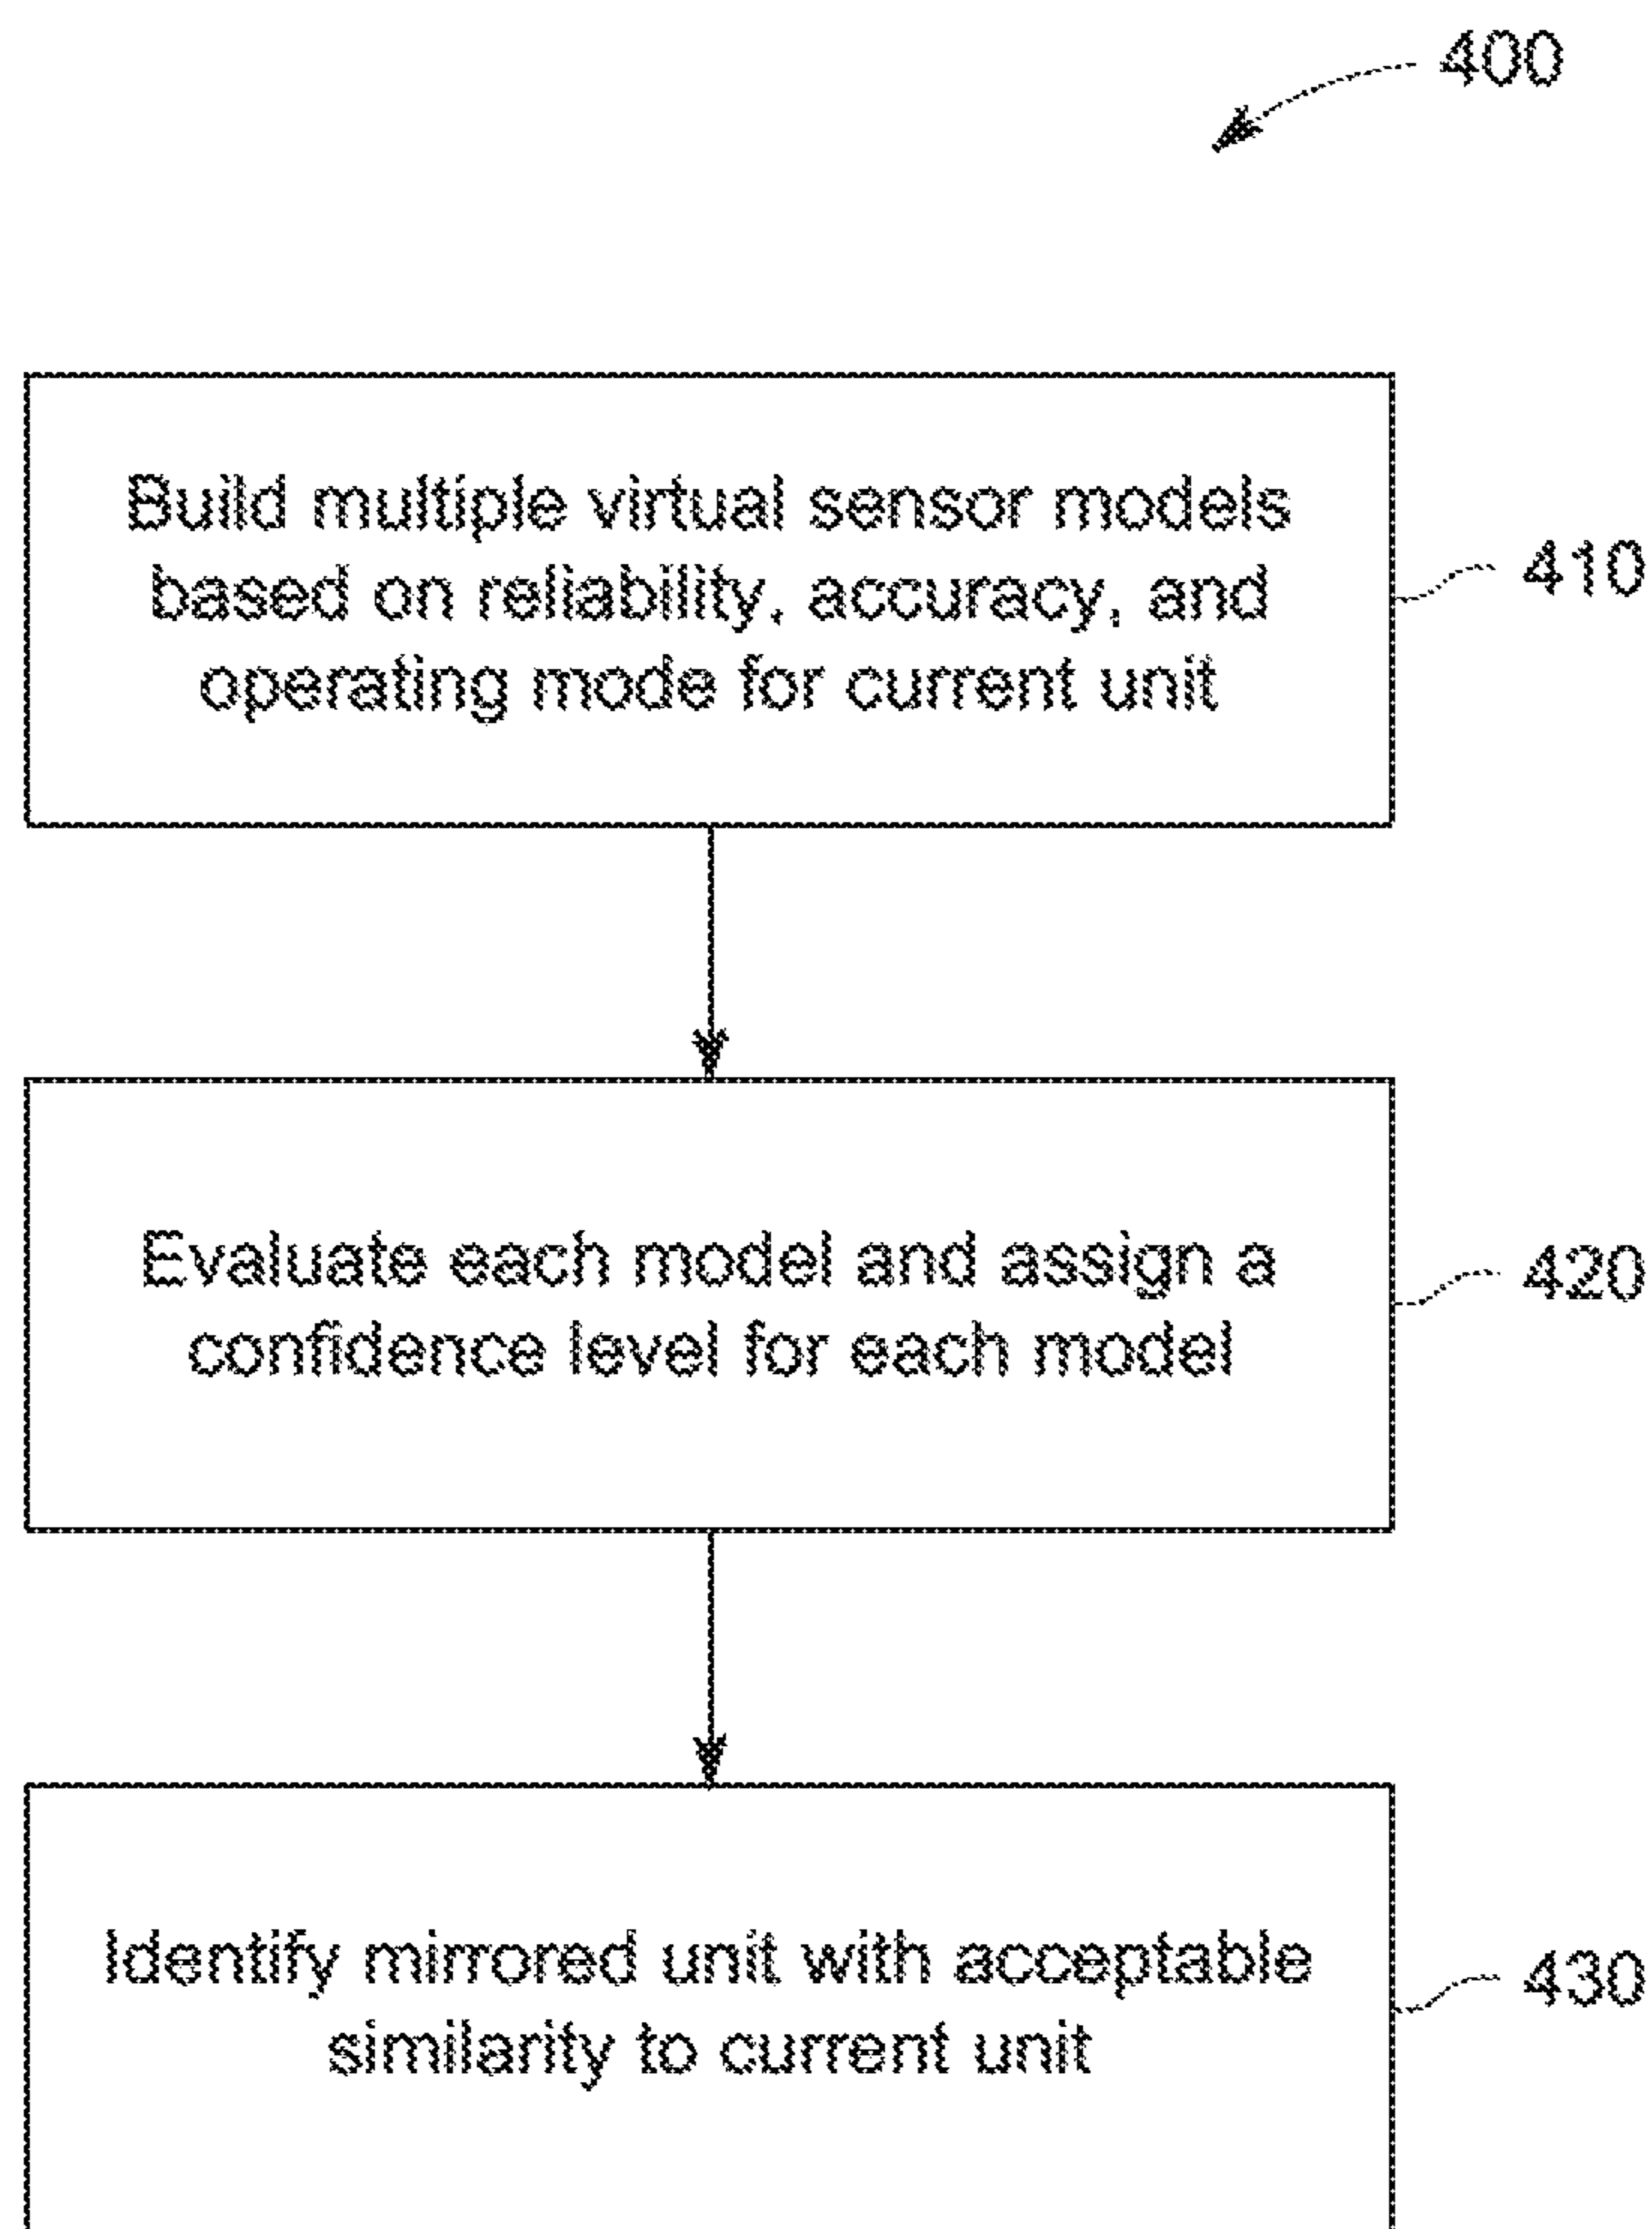 400
Build multiple virtual sensor models
based on reliability, accuracy, and
operating mode for current unit
410
Evaluate each model and assign a
confidence level for each model
420
Identify mirrored unit with acceptable
similarity to current unit
430